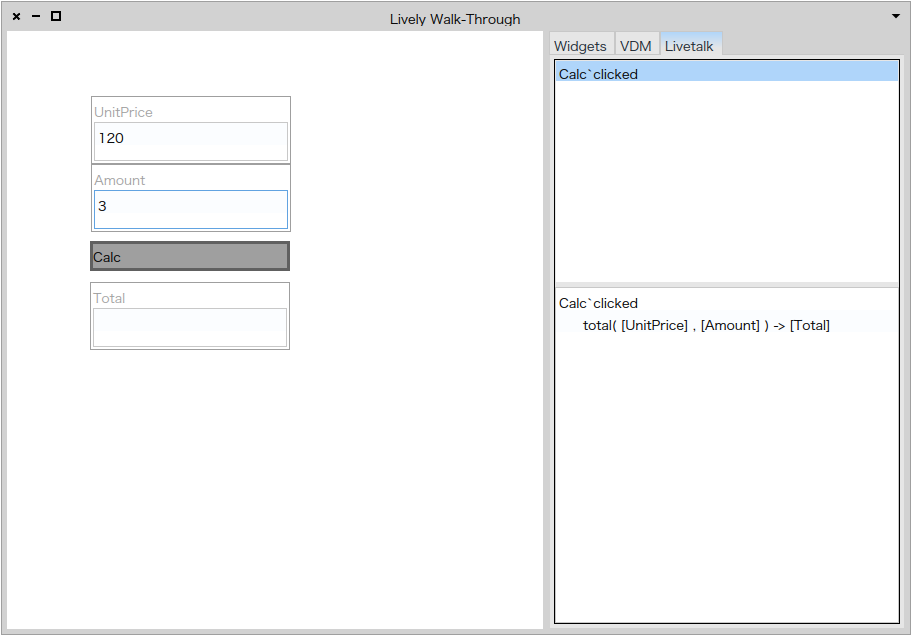 Lively Walk-Through
UnitPrice
120
Amount
3
Calc
Total
Widgets VDM Livetalk
Calc`clicked
Calc`clicked
total( [UnitPrice] , [Amount] ) -> [Total]